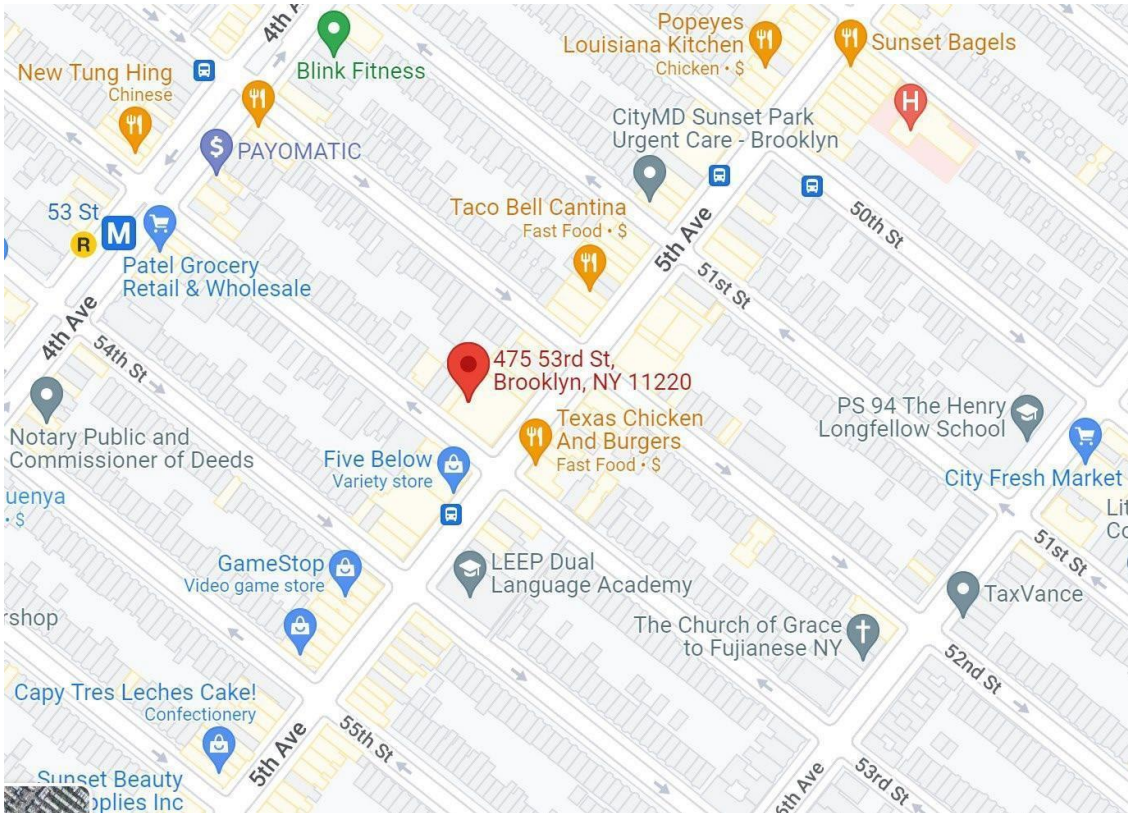 4th A
Blink Fitness
Popeyes
Louisiana Kitchen
Chicken • $
Sunset Bagels
New Tung Hing
Chinese
H
CityMD Sunset Park
Urgent Care - Brooklyn
$
PAYOMATIC
53 St
M
R
Taco Bell Cantina
Fast Food • $
5th Ave
50th St
Patel Grocery
Retail & Wholesale
51st St
4th Ave
54th St
475 53rd St,
Brooklyn, NY 11220
Texas Chicken
And Burgers
Fast Food • $
PS 94 The Henry
Longfellow School
Notary Public and
Commissioner of Deeds
Five Below
Variety store
City Fresh Market
uenya
• $
Lit
Co
51st St
GameStop
Video game store
LEEP Dual
Language Academy
TaxVance
rshop
The Church of Grace
to Fujianese NY
52nd St
Capy Tres Leches Cake!
Confectionery
5th Ave
55th St
6th Ave
53rd St
Sunset Beauty
pplies Inc